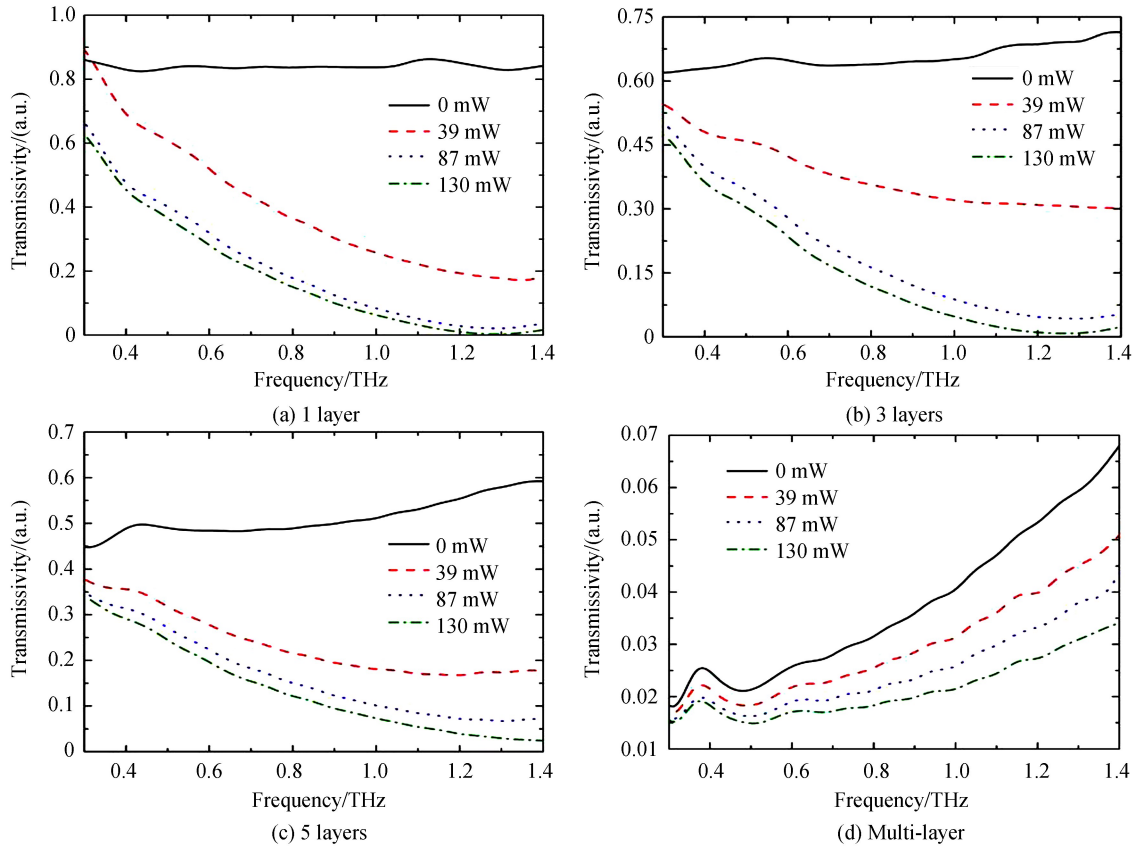 1.0
0.8
0.6
0.4
0.2
0
Transmissivity/(a.u.)
0 mW
39 mW
87 mW
130 mW
0.4 0.6 0.8 1.0 1.2 1.4
Frequency/THz
(a) 1 layer
0.75
0.60
0.45
0.30
0.15
0
Transmissivity/(a.u.)
0 mW
39 mW
87 mW
130 mW
0.4 0.6 0.8 1.0 1.2 1.4
Frequency/THz
(b) 3 layers
0.7
0.6
0.5
0.4
0.3
0.2
0.1
0
Transmissivity/(a.u.)
0 mW
39 mW
87 mW
130 mW
0.4 0.6 0.8 1.0 1.2 1.4
Frequency/THz
(c) 5 layers
0.07
0.06
0.05
0.04
0.03
0.02
0.01
Transmissivity/(a.u.)
0 mW
39 mW
87 mW
130 mW
0.4 0.6 0.8 1.0 1.2 1.4
Frequency/THz
(d) Multi-layer